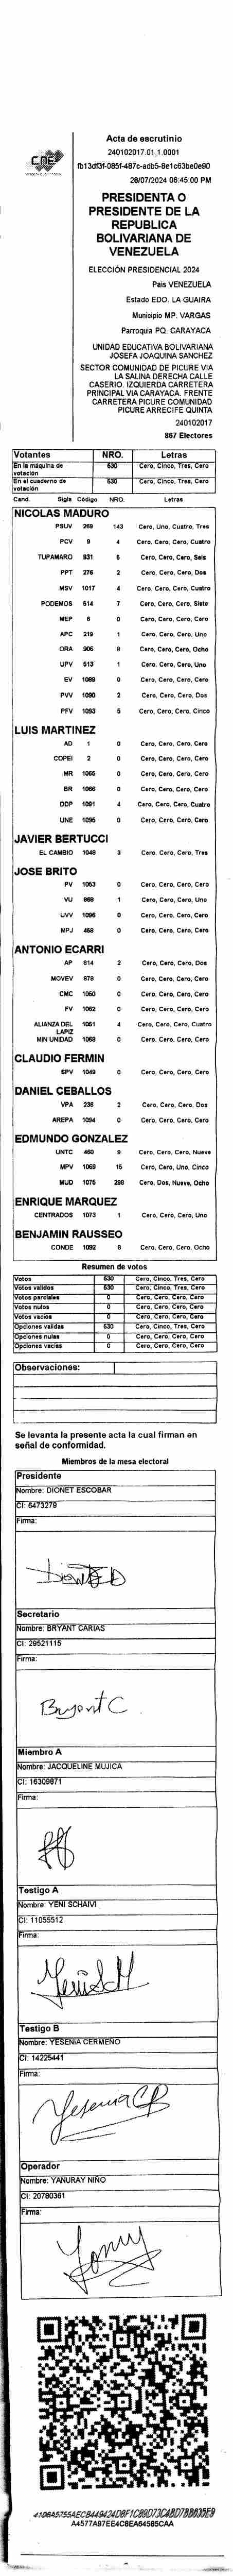 CNE
Acta de escrutinio
240102017.01.1.0001
fb13df3f-085f-487c-adb5-8e1c63be0e90
28/07/2024 06:45:00 PM
PRESIDENTA O
PRESIDENTE DE LA
REPUBLICA
BOLIVARIANA DE
VENEZUELA
ELECCIÓN PRESIDENCIAL 2024
Pais VENEZUELA
Estado EDO. LA GUAIRA
Municipio MP. VARGAS
Parroquia PQ. CARAYACA
UNIDAD EDUCATIVA BOLIVARIANA
JOSEFA JOAQUINA SANCHEZ
SECTOR COMUNIDAD DE PICURE VIA
LA SALINA DERECHA CALLE
CASERIO. IZQUIERDA CARRETERA
PRINCIPAL VIA CARAYACA. FRENTE
CARRETERA PICURE COMUNIDAD
PICURE ARRECIFE QUINTA
240102017
867 Electores
Votantes NRO. Letras
En la máquina de votación 530 Cero, Cinco, Tres, Cero
En el cuaderno de votación 530 Cero, Cinco, Tres, Cero
Cand. Sigla Código NRO. Letras
NICOLAS MADURO
PSUV 269 143 Cero, Uno, Cuatro, Tres
PCV 9 4 Cero, Cero, Cero, Cuatro
TUPAMARO 931 6 Cero, Cero, Cero, Seis
PPT 276 2 Cero, Cero, Cero, Dos
MSV 1017 4 Cero, Cero, Cero, Cuatro
PODEMOS 514 7 Cero, Cero, Cero, Siete
MEP 6 0 Cero, Cero, Cero, Cero
APC 219 1 Cero, Cero, Cero, Uno
ORA 906 8 Cero, Cero, Cero, Ocho
UPV 513 1 Cero, Cero, Cero, Uno
EV 1089 0 Cero, Cero, Cero, Cero
PVV 1090 2 Cero, Cero, Cero, Dos
PFV 1093 5 Cero, Cero, Cero, Cinco
LUIS MARTINEZ
AD 1 0 Cero, Cero, Cero, Cero
COPEI 2 0 Cero, Cero, Cero, Cero
MR 1065 0 Cero, Cero, Cero, Cero
BR 1066 0 Cero, Cero, Cero, Cero
DDP 1091 4 Cero, Cero, Cero, Cuatro
UNE 1095 0 Cero, Cero, Cero, Cero
JAVIER BERTUCCI
EL CAMBIO 1048 3 Cero, Cero, Cero, Tres
JOSE BRITO
PV 1053 0 Cero, Cero, Cero, Cero
VU 868 1 Cero, Cero, Cero, Uno
UVV 1096 0 Cero, Cero, Cero, Cero
MPJ 458 0 Cero, Cero, Cero, Cero
ANTONIO ECARRI
AP 814 2 Cero, Cero, Cero, Dos
MOVEV 878 0 Cero, Cero, Cero, Cero
CMC 1050 0 Cero, Cero, Cero, Cero
FV 1062 0 Cero, Cero, Cero, Cero
ALIANZA DEL LAPIZ 1051 4 Cero, Cero, Cero, Cuatro
MIN UNIDAD 1068 0 Cero, Cero, Cero, Cero
CLAUDIO FERMIN
SPV 1049 0 Cero, Cero, Cero, Cero
DANIEL CEBALLOS
VPA 236 2 Cero, Cero, Cero, Dos
AREPA 1094 0 Cero, Cero, Cero, Cero
EDMUNDO GONZALEZ
UNTC 460 9 Cero, Cero, Cero, Nueve
MPV 1069 15 Cero, Cero, Uno, Cinco
MUD 1075 298 Cero, Dos, Nueve, Ocho
ENRIQUE MARQUEZ
CENTRADOS 1073 1 Cero, Cero, Cero, Uno
BENJAMIN RAUSSEO
CONDE 1092 8 Cero, Cero, Cero, Ocho
Resumen de votos
Votos 530 Cero, Cinco, Tres, Cero
Votos validos 530 Cero, Cinco, Tres, Cero
Votos parciales 0 Cero, Cero, Cero, Cero
Votos nulos 0 Cero, Cero, Cero, Cero
Votos vacios 0 Cero, Cero, Cero, Cero
Opciones validas 530 Cero, Cinco, Tres, Cero
Opciones nulas 0 Cero, Cero, Cero, Cero
Opciones vacias 0 Cero, Cero, Cero, Cero
Observaciones:
Se levanta la presente acta la cual firman en
señal de conformidad.
Miembros de la mesa electoral
Presidente
Nombre: DIONET ESCOBAR
CI: 6473279
Firma:
Secretario
Nombre: BRYANT CARIAS
CI: 29521115
Firma:
Bryant C
Miembro A
Nombre: JACQUELINE MUJICA
CI: 16309871
Firma:
Testigo A
Nombre: YENI SCHAIVI
CI: 11055512
Firma:
Testigo B
Nombre: YESENIA CERMEÑO
CI: 14225441
Firma:
Yesenia
Operador
Nombre: YANURAY NIÑO
CI: 20780361
Firma:
A4577A97EE4CBEA64585CAA